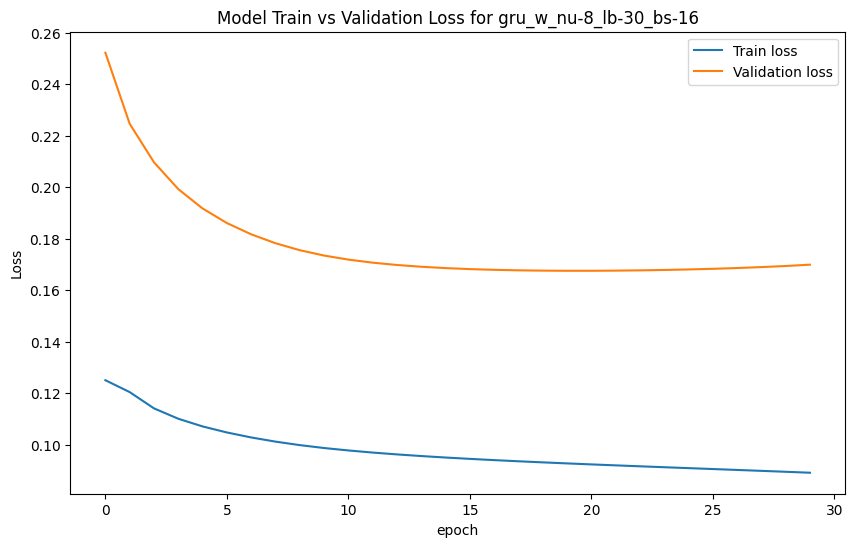 Model Train vs Validation Loss for gru_w_nu-8_lb-30_bs-16
Train loss
Validation loss
0.26
0.24
0.22
0.20
0.18
0.16
0.14
0.12
0.10
Loss
0 5 10 15 20 25 30
epoch